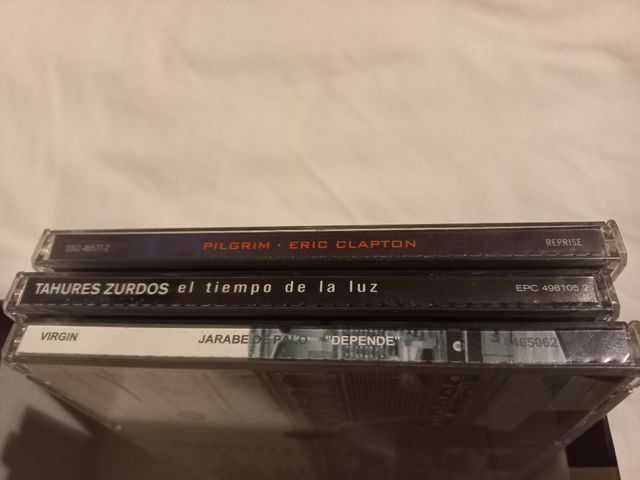 9362-46577-2 PILGRIM · ERIC CLAPTON REPRISE
TAHURES ZURDOS el tiempo de la luz EPC 498105 2
VIRGIN JARABE DE PALO "DEPENDE" 8465062